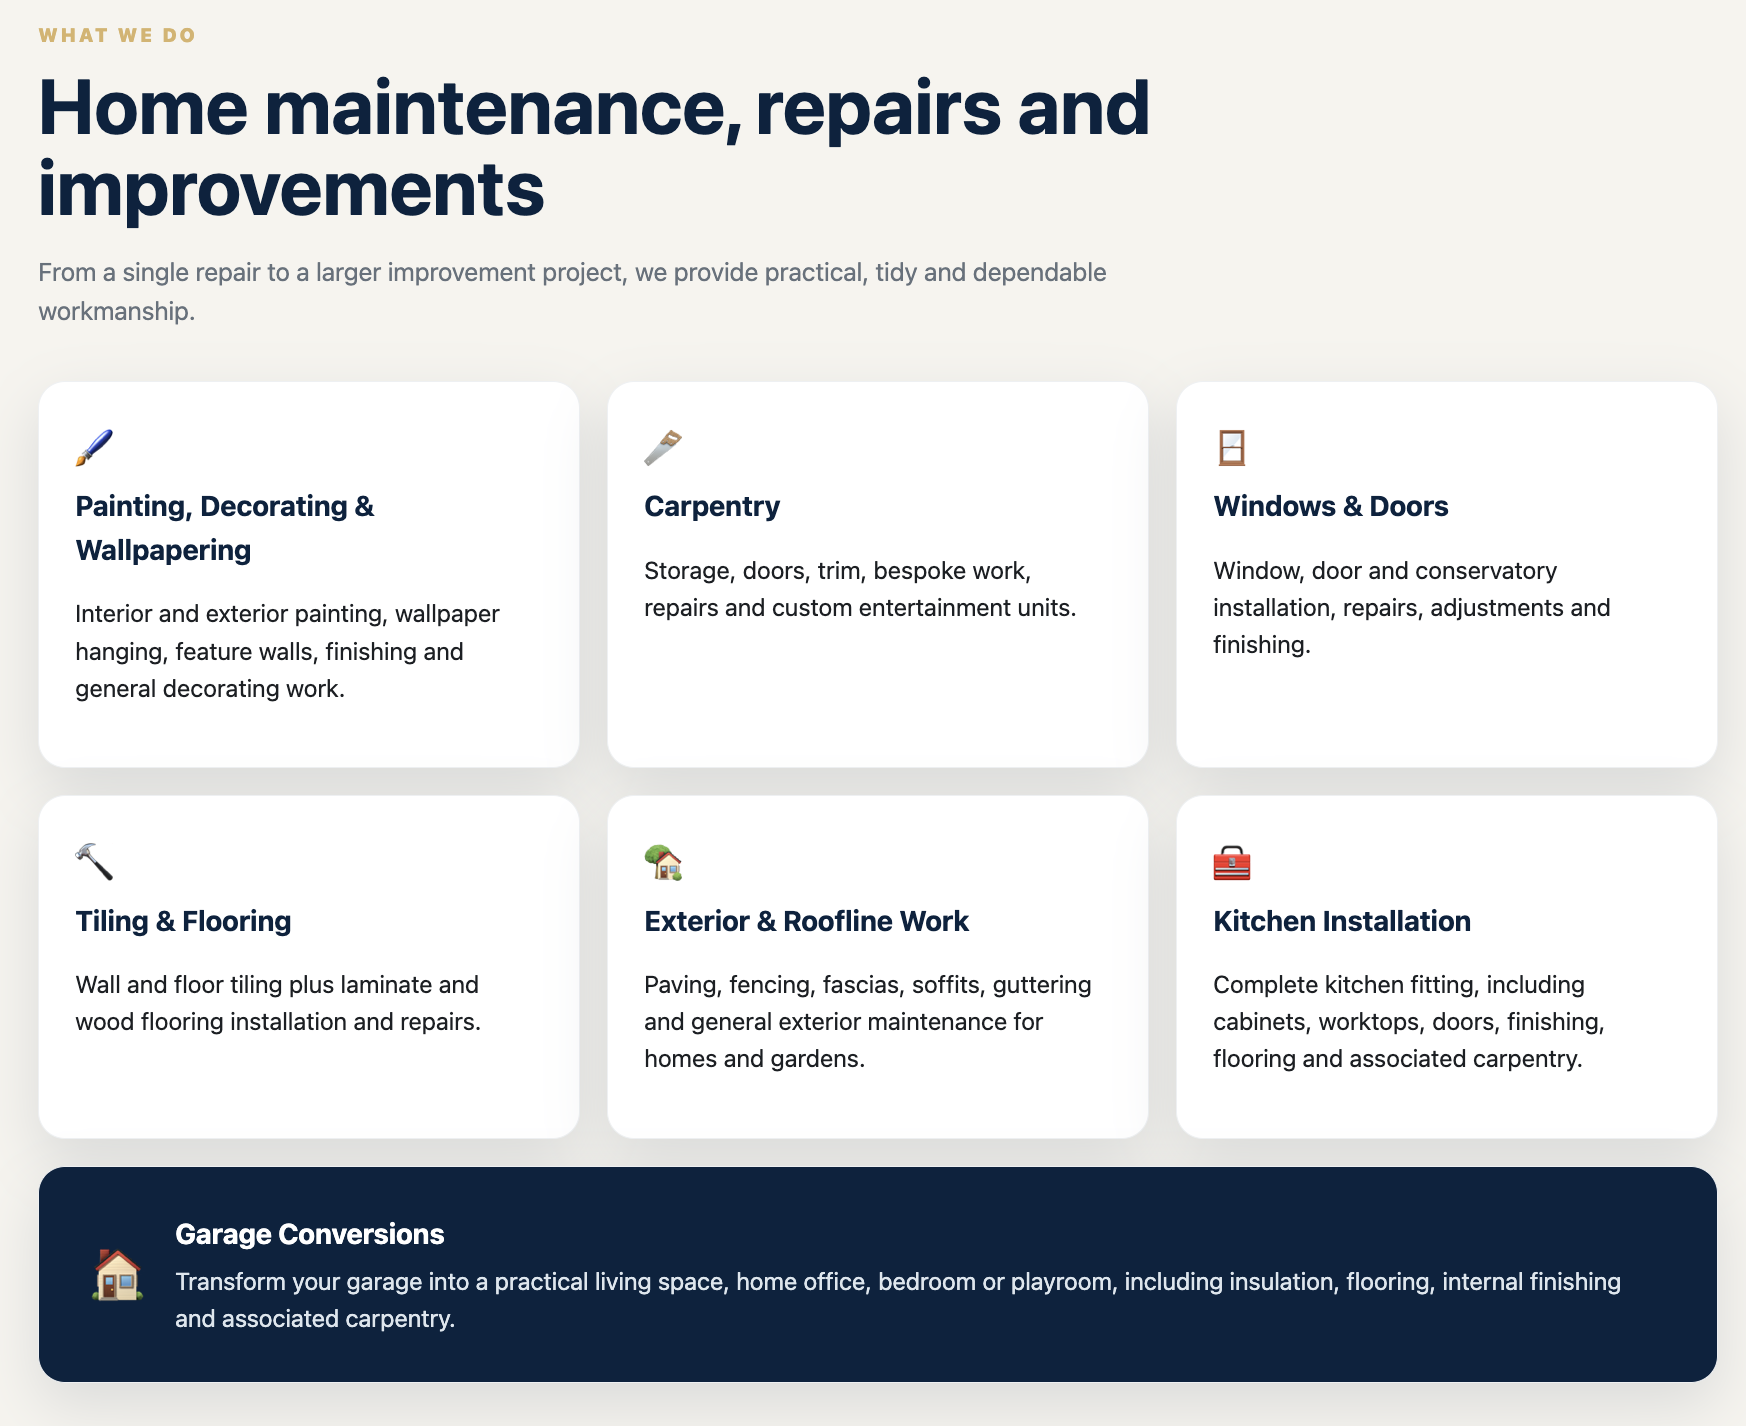 WHAT WE DO
Home maintenance, repairs and
improvements
From a single repair to a larger improvement project, we provide practical, tidy and dependable
workmanship.
Painting, Decorating &
Wallpapering
Interior and exterior painting, wallpaper
hanging, feature walls, finishing and
general decorating work.
Carpentry
Storage, doors, trim, bespoke work,
repairs and custom entertainment units.
Windows & Doors
Window, door and conservatory
installation, repairs, adjustments and
finishing.
Tiling & Flooring
Wall and floor tiling plus laminate and
wood flooring installation and repairs.
Exterior & Roofline Work
Paving, fencing, fascias, soffits, guttering
and general exterior maintenance for
homes and gardens.
Kitchen Installation
Complete kitchen fitting, including
cabinets, worktops, doors, finishing,
flooring and associated carpentry.
Garage Conversions
Transform your garage into a practical living space, home office, bedroom or playroom, including insulation, flooring, internal finishing
and associated carpentry.